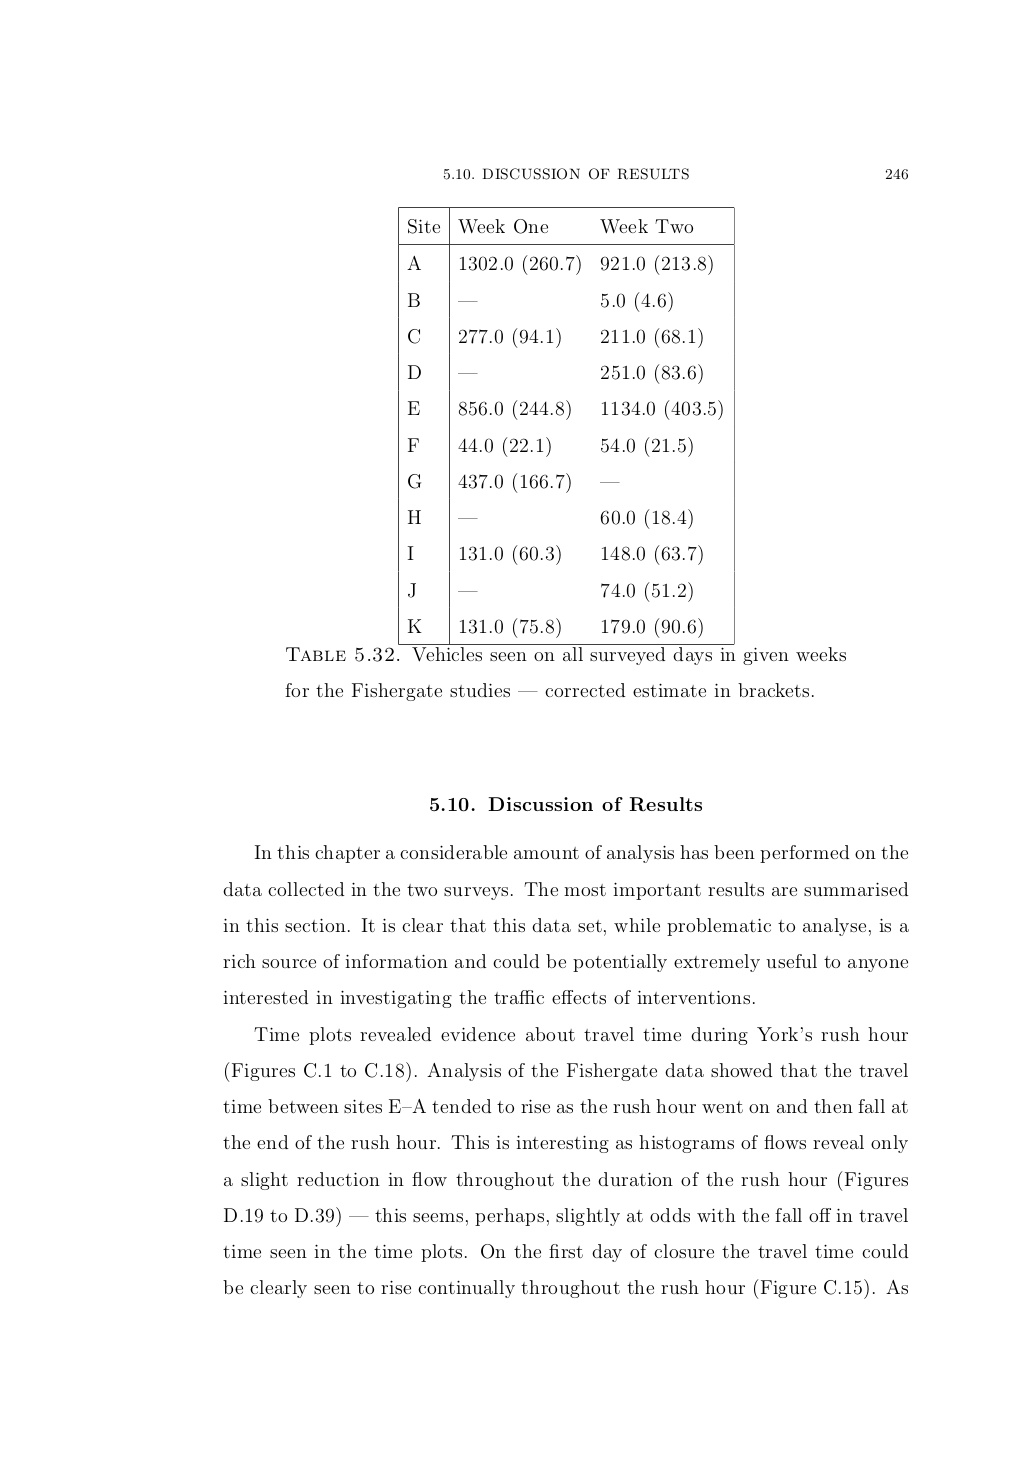 5.10. DISCUSSION OF RESULTS 246
Site Week One Week Two
A 1302.0 (260.7) 921.0 (213.8)
B — 5.0 (4.6)
C 277.0 (94.1) 211.0 (68.1)
D — 251.0 (83.6)
E 856.0 (244.8) 1134.0 (403.5)
F 44.0 (22.1) 54.0 (21.5)
G 437.0 (166.7) —
H — 60.0 (18.4)
I 131.0 (60.3) 148.0 (63.7)
J — 74.0 (51.2)
K 131.0 (75.8) 179.0 (90.6)
TABLE 5.32. Vehicles seen on all surveyed days in given weeks
for the Fishergate studies — corrected estimate in brackets.
5.10. Discussion of Results
In this chapter a considerable amount of analysis has been performed on the
data collected in the two surveys. The most important results are summarised
in this section. It is clear that this data set, while problematic to analyse, is a
rich source of information and could be potentially extremely useful to anyone
interested in investigating the traffic effects of interventions.
Time plots revealed evidence about travel time during York's rush hour
(Figures C.1 to C.18). Analysis of the Fishergate data showed that the travel
time between sites E–A tended to rise as the rush hour went on and then fall at
the end of the rush hour. This is interesting as histograms of flows reveal only
a slight reduction in flow throughout the duration of the rush hour (Figures
D.19 to D.39) — this seems, perhaps, slightly at odds with the fall off in travel
time seen in the time plots. On the first day of closure the travel time could
be clearly seen to rise continually throughout the rush hour (Figure C.15). As